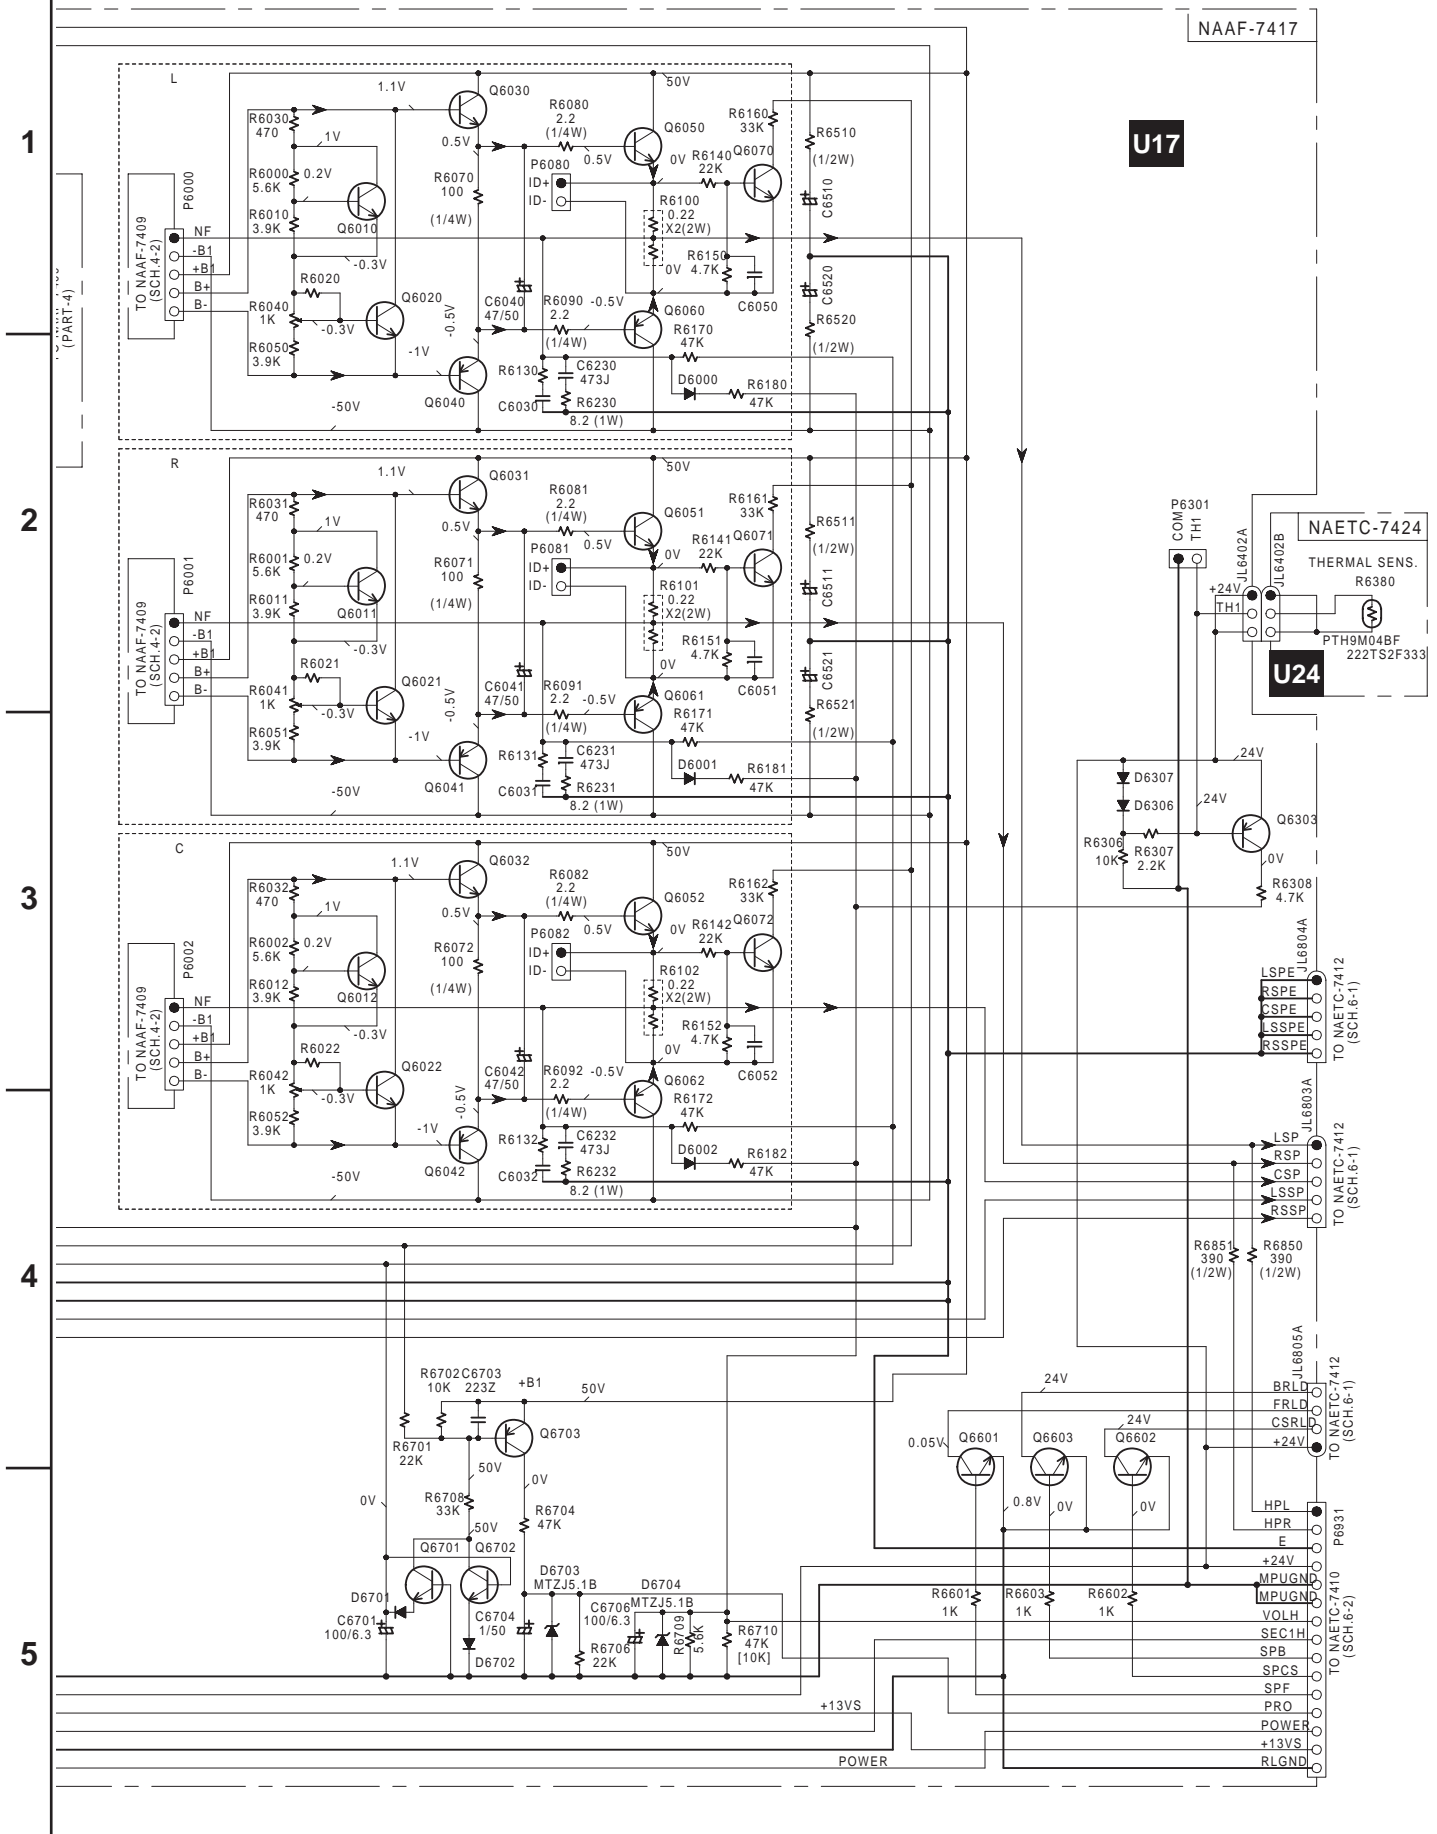 NAAF-7417
U17
1
2
3
4
5
(PART-4)
L
P6000
TO NAAF-7409
(SCH.4-2)
NF
-B1
+B1
B+
B-
R6030
470
1V
R6000
5.6K
0.2V
R6010
3.9K
Q6010
-0.3V
R6020
Q6020
R6040
1K
-0.3V
R6050
3.9K
-1V
-50V
1.1V
Q6030
0.5V
R6070
100
(1/4W)
-0.5V
Q6040
R6080
2.2
(1/4W)
0.5V
P6080
ID+
ID-
C6040
47/50
R6090
2.2
(1/4W)
-0.5V
50V
Q6050
0V
R6100
0.22
X2(2W)
0V
Q6060
R6140
22K
R6150
4.7K
C6050
R6160
33K
Q6070
R6170
47K
D6000
R6180
47K
R6130
C6030
C6230
473J
R6230
8.2 (1W)
R6510
(1/2W)
C6510
C6520
R6520
(1/2W)
R
P6001
TO NAAF-7409
(SCH.4-2)
NF
-B1
+B1
B+
B-
R6031
470
1V
R6001
5.6K
0.2V
R6011
3.9K
Q6011
-0.3V
R6021
Q6021
R6041
1K
-0.3V
R6051
3.9K
-1V
-50V
1.1V
Q6031
0.5V
R6071
100
(1/4W)
-0.5V
Q6041
R6081
2.2
(1/4W)
0.5V
P6081
ID+
ID-
C6041
47/50
R6091
2.2
(1/4W)
-0.5V
50V
Q6051
0V
R6101
0.22
X2(2W)
0V
Q6061
R6141
22K
R6151
4.7K
C6051
R6161
33K
Q6071
R6171
47K
D6001
R6181
47K
R6131
C6031
C6231
473J
R6231
8.2 (1W)
R6511
(1/2W)
C6511
C6521
R6521
(1/2W)
C
P6002
TO NAAF-7409
(SCH.4-2)
NF
-B1
+B1
B+
B-
R6032
470
1V
R6002
5.6K
0.2V
R6012
3.9K
Q6012
-0.3V
R6022
Q6022
R6042
1K
-0.3V
R6052
3.9K
-1V
-50V
1.1V
Q6032
0.5V
R6072
100
(1/4W)
-0.5V
Q6042
R6082
2.2
(1/4W)
0.5V
P6082
ID+
ID-
C6042
47/50
R6092
2.2
(1/4W)
-0.5V
50V
Q6052
0V
R6102
0.22
X2(2W)
0V
Q6062
R6142
22K
R6152
4.7K
C6052
R6162
33K
Q6072
R6172
47K
D6002
R6182
47K
R6132
C6032
C6232
473J
R6232
8.2 (1W)
P6301
COM
TH1
JL6402A
JL6402B
+24V
TH1
NAETC-7424
THERMAL SENS.
R6380
PTH9M04BF
222TS2F333
U24
24V
D6307
D6306
24V
Q6303
R6306
10K
R6307
2.2K
0V
R6308
4.7K
JL6804A
LSPE
RSPE
CSPE
LSSPE
RSSPE
TO NAETC-7412
(SCH.6-1)
JL6803A
LSP
RSP
CSP
LSSP
RSSP
TO NAETC-7412
(SCH.6-1)
R6851
390
(1/2W)
R6850
390
(1/2W)
JL6805A
BRLD
FRLD
CSRLD
+24V
TO NAETC-7412
(SCH.6-1)
24V
24V
0.05V
Q6601
Q6603
Q6602
0.8V
0V
0V
R6601
1K
R6603
1K
R6602
1K
P6931
HPL
HPR
E
+24V
MPUGND
MPUGND
VOLH
SEC1H
SPB
SPCS
SPF
PRO
POWER
+13VS
RLGND
TO NAETC-7410
(SCH.6-2)
R6702
10K
C6703
223Z
+B1
50V
R6701
22K
Q6703
50V
0V
0V
R6708
33K
R6704
47K
50V
Q6701
Q6702
D6701
C6701
100/6.3
C6704
1/50
D6702
D6703
MTZJ5.1B
R6706
22K
C6706
100/6.3
D6704
MTZJ5.1B
R6709
5.6K
R6710
47K
[10K]
+13VS
POWER